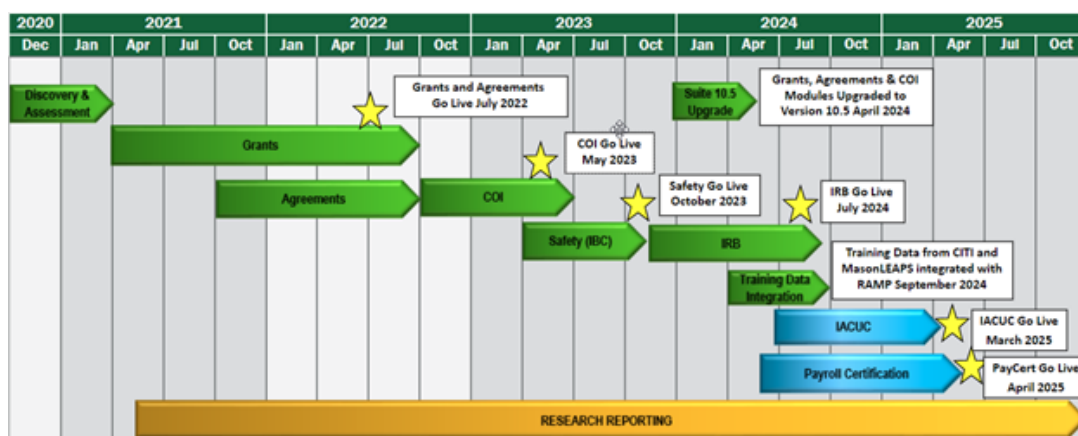 2020 2021 2022 2023 2024 2025
Dec Jan Apr Jul Oct Jan Apr Jul Oct Jan Apr Jul Oct Jan Apr Jul Oct Jan Apr Oct
Discovery &
Assessment
Grants and Agreements
Go Live July 2022
Suite 10.5
Upgrade
Grants, Agreements & COI
Modules Upgraded to
Version 10.5 April 2024
Grants
COI Go Live
May 2023
Agreements
COI
Safety Go Live
October 2023
IRB Go Live
July 2024
Safety (IBC)
IRB
Training Data from CITI and
MasonLEAPS integrated with
RAMP September 2024
Training Data
Integration
IACUC
IACUC Go Live
March 2025
Payroll Certification
PayCert Go Live
April 2025
RESEARCH REPORTING